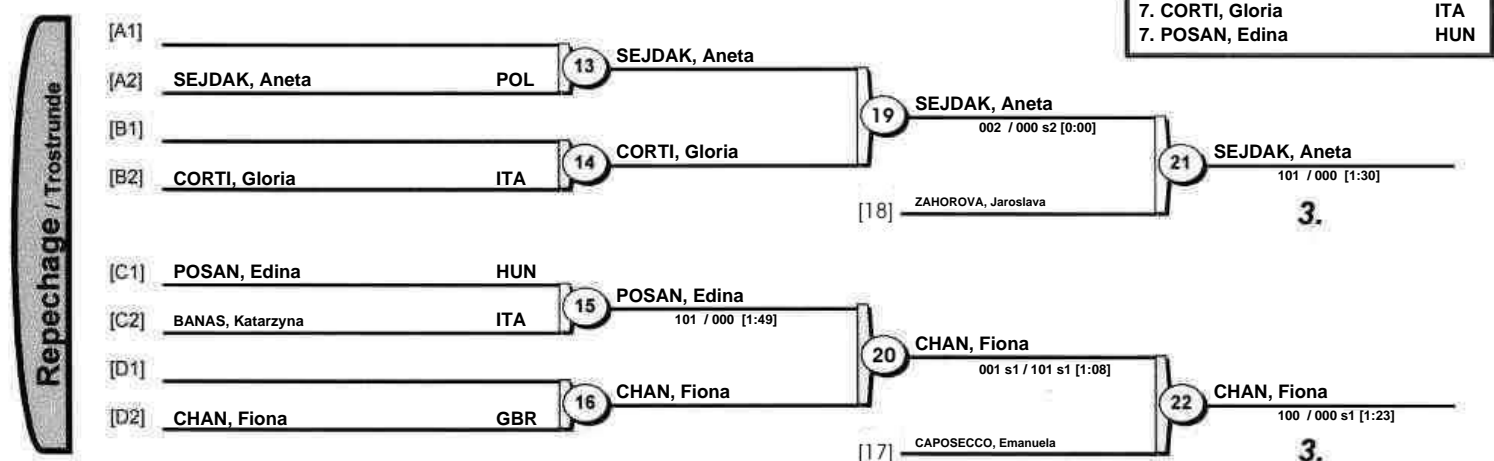 7. CORTI, Gloria ITA
7. POSAN, Edina HUN
Repechage / Trostrunde
[A1]
[A2] SEJDAK, Aneta POL
13 SEJDAK, Aneta
[B1]
[B2] CORTI, Gloria ITA
14 CORTI, Gloria
19 SEJDAK, Aneta
002 / 000 s2 [0:00]
[18] ZAHOROVA, Jaroslava
21 SEJDAK, Aneta
101 / 000 [1:30]
3.
[C1] POSAN, Edina HUN
[C2] BANAS, Katarzyna ITA
15 POSAN, Edina
101 / 000 [1:49]
[D1]
[D2] CHAN, Fiona GBR
16 CHAN, Fiona
20 CHAN, Fiona
001 s1 / 101 s1 [1:08]
[17] CAPOSECCO, Emanuela
22 CHAN, Fiona
100 / 000 s1 [1:23]
3.